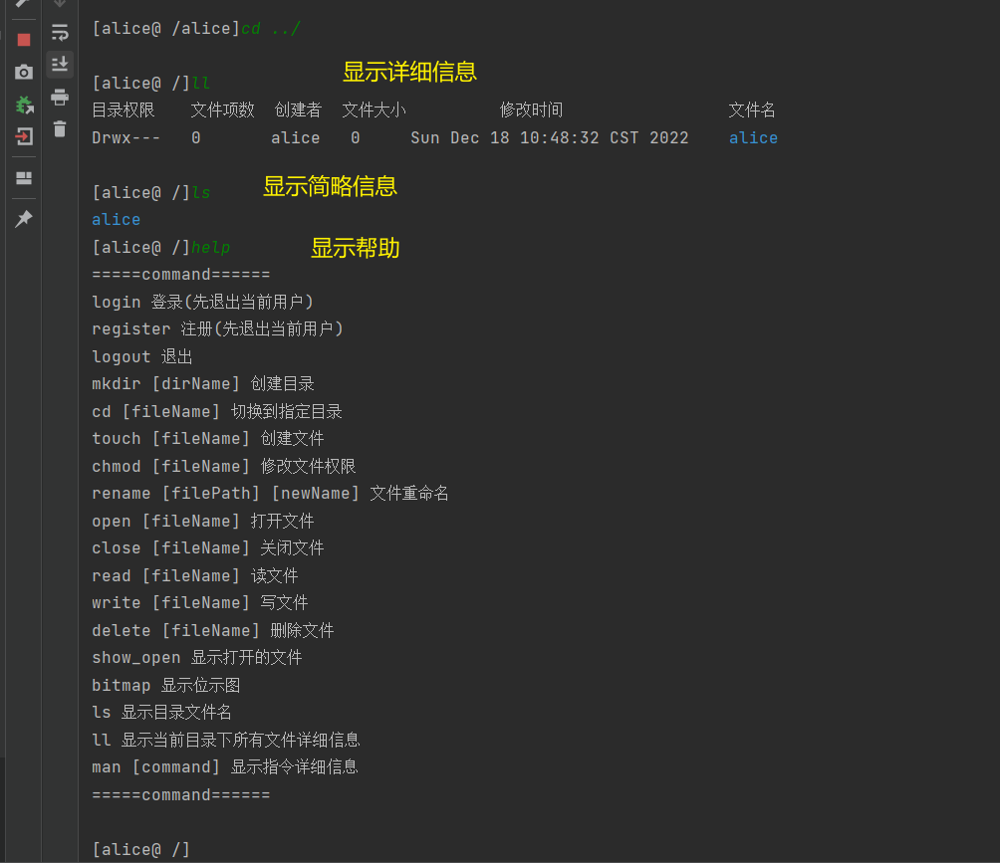 [alice@ /alice]cd ../
显示详细信息
[alice@ /]ll
目录权限 文件项数 创建者 文件大小 修改时间 文件名
Drwx--- 0 alice 0 Sun Dec 18 10:48:32 CST 2022 alice
[alice@ /]ls 显示简略信息
alice
[alice@ /]help 显示帮助
=====command======
login 登录(先退出当前用户)
register 注册(先退出当前用户)
logout 退出
mkdir [dirName] 创建目录
cd [fileName] 切换到指定目录
touch [fileName] 创建文件
chmod [fileName] 修改文件权限
rename [filePath] [newName] 文件重命名
open [fileName] 打开文件
close [fileName] 关闭文件
read [fileName] 读文件
write [fileName] 写文件
delete [fileName] 删除文件
show_open 显示打开的文件
bitmap 显示位示图
ls 显示目录文件名
ll 显示当前目录下所有文件详细信息
man [command] 显示指令详细信息
=====command======
[alice@ /]